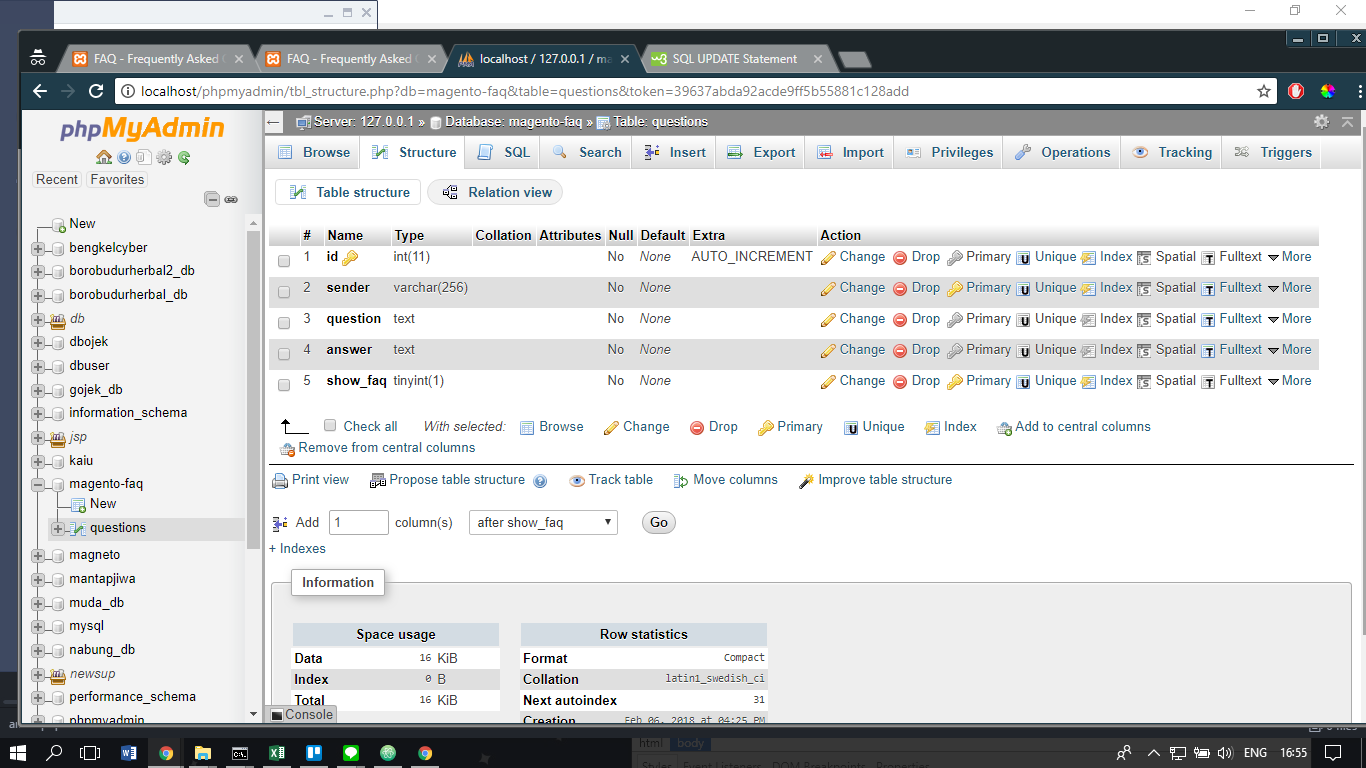 FAQ - Frequently Asked
FAQ - Frequently Asked
localhost / 127.0.0.1 / ma
SQL UPDATE Statement
localhost/phpmyadmin/tbl_structure.php?db=magento-faq&table=questions&token=39637abda92acde9ff5b55881c128add
phpMyAdmin
Recent Favorites
New
bengkelcyber
borobudurherbal2_db
borobudurherbal_db
db
dbojek
dbuser
gojek_db
information_schema
jsp
kaiu
magento-faq
New
questions
magneto
mantapjiwa
muda_db
mysql
nabung_db
newsup
performance_schema
phpmyadmin
Server: 127.0.0.1 » Database: magento-faq » Table: questions
Browse Structure SQL Search Insert Export Import Privileges Operations Tracking Triggers
Table structure Relation view
# Name Type Collation Attributes Null Default Extra Action
1 id int(11) No None AUTO_INCREMENT Change Drop Primary Unique Index Spatial Fulltext More
2 sender varchar(256) No None Change Drop Primary Unique Index Spatial Fulltext More
3 question text No None Change Drop Primary Unique Index Spatial Fulltext More
4 answer text No None Change Drop Primary Unique Index Spatial Fulltext More
5 show_faq tinyint(1) No None Change Drop Primary Unique Index Spatial Fulltext More
Check all With selected: Browse Change Drop Primary Unique Index Add to central columns
Remove from central columns
Print view Propose table structure Track table Move columns Improve table structure
Add 1 column(s) after show_faq Go
+ Indexes
Information
Space usage
Data 16 KiB
Index 0 B
Total 16 KiB
Row statistics
Format Compact
Collation latin1_swedish_ci
Next autoindex 31
Creation Feb 06, 2018 at 04:25 PM
Console
html body
Styles Event Listeners DOM Breakpoints Properties
ENG 16:55